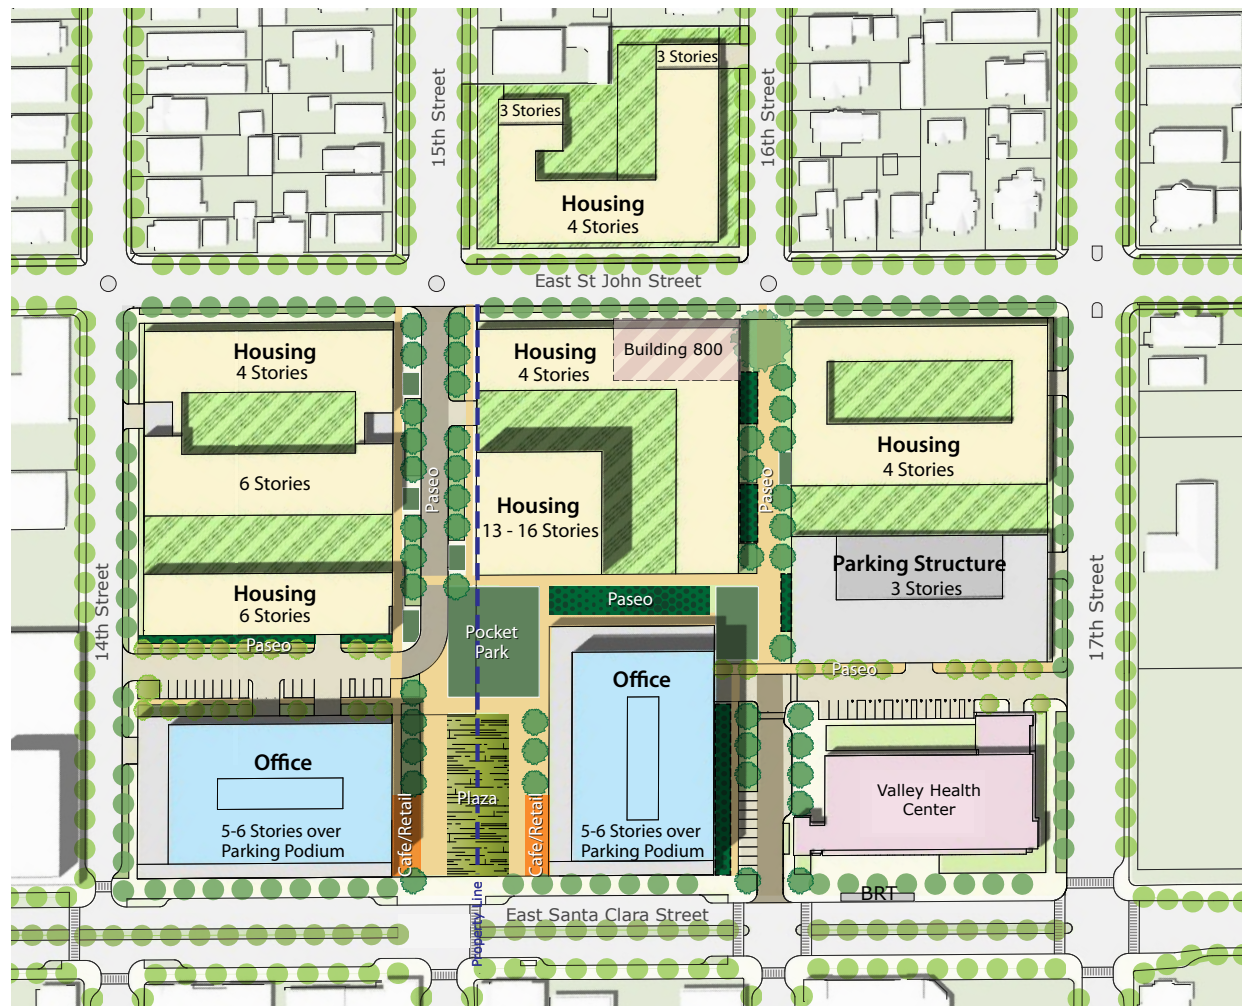 3 Stories
3 Stories
15th Street
16th Street
Housing
4 Stories
East St John Street
Housing
4 Stories
Housing
4 Stories
Building 800
Housing
4 Stories
6 Stories
Paseo
Paseo
Housing
13 - 16 Stories
Parking Structure
3 Stories
Housing
6 Stories
Paseo
14th Street
17th Street
Paseo
Pocket
Park
Paseo
Office
Office
Valley Health
Center
Plaza
Cafe/Retail
Cafe/Retail
5-6 Stories over
Parking Podium
5-6 Stories over
Parking Podium
BRT
Property Line
East Santa Clara Street